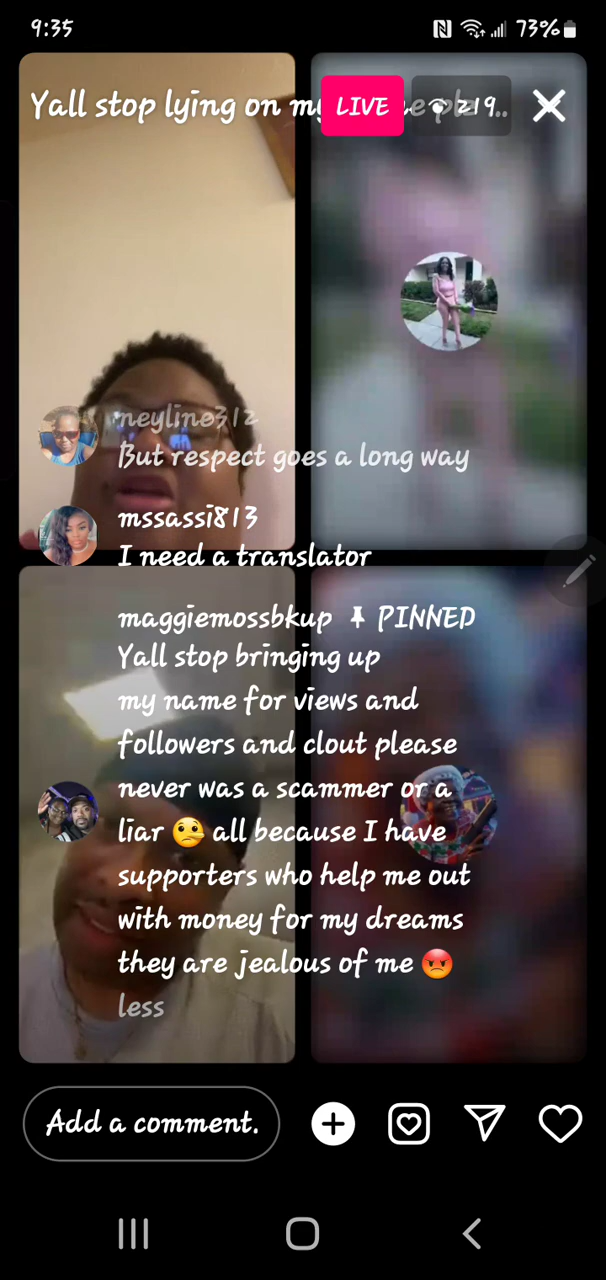 9:35
73%
Yall stop lying on my
LIVE
219
neyline312
But respect goes a long way
mssassi813
I need a translator
maggiemossbkup PINNED
Yall stop bringing up
my name for views and
followers and clout please
never was a scammer or a
liar 🤥 all because I have
supporters who help me out
with money for my dreams
they are jealous of me 😡
less
Add a comment.